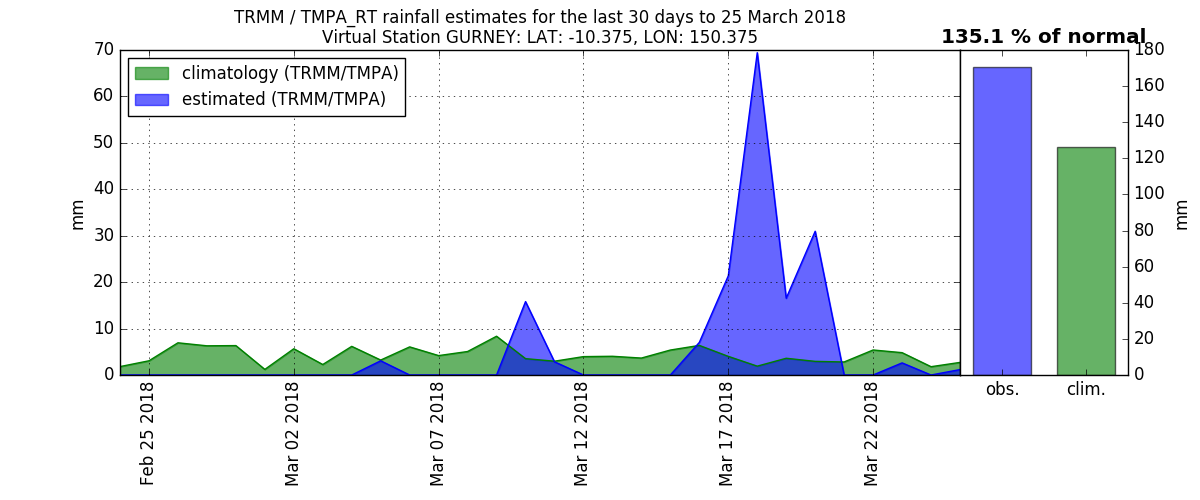 TRMM / TMPA_RT rainfall estimates for the last 30 days to 25 March 2018
Virtual Station GURNEY: LAT: -10.375, LON: 150.375
135.1 % of normal
climatology (TRMM/TMPA)
estimated (TRMM/TMPA)
70
60
50
40
30
20
10
0
mm
Feb 25 2018
Mar 02 2018
Mar 07 2018
Mar 12 2018
Mar 17 2018
Mar 22 2018
180
160
140
120
100
80
60
40
20
0
mm
obs.
clim.